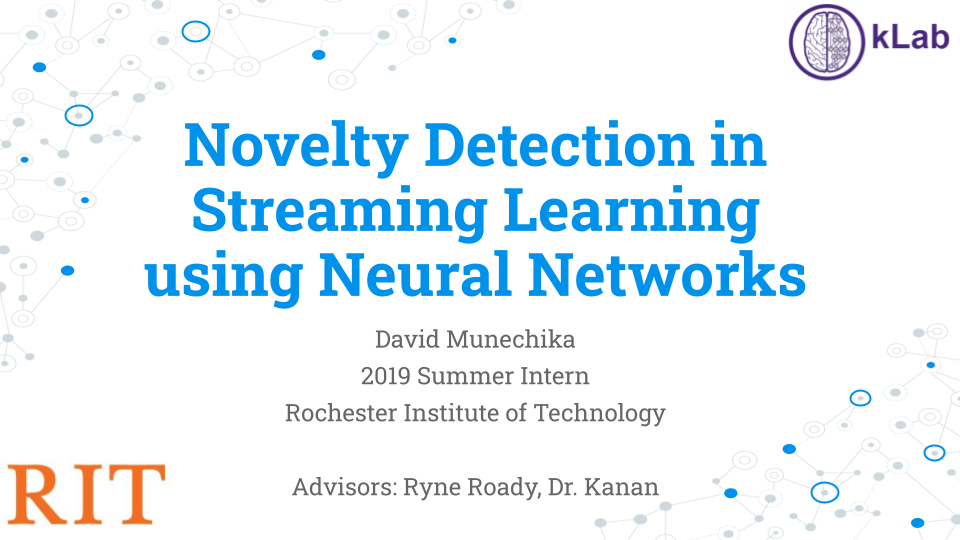 kLab
Novelty Detection in
Streaming Learning
using Neural Networks
David Munechika
2019 Summer Intern
Rochester Institute of Technology
Advisors: Ryne Roady, Dr. Kanan
RIT